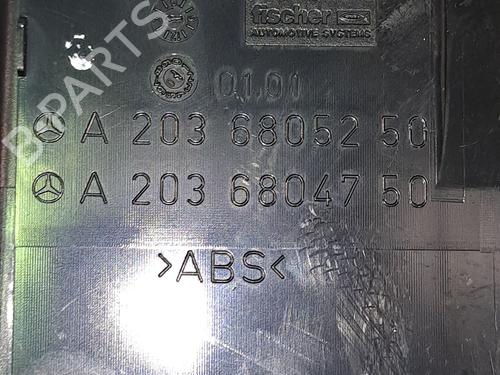 fischer
AUTOMOTIVE SYSTEMS
01.01
A 203 68052 50
A 203 68047 50
>ABS<
B-PARTS